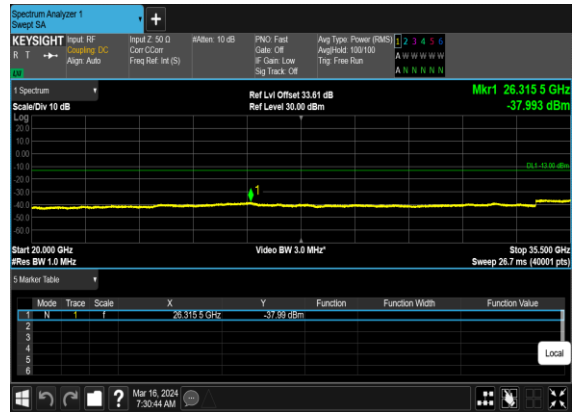 Spectrum Analyzer 1
Swept SA
+
KEYSIGHT Input: RF Input Z: 50 Ω #Atten: 10 dB PNO: Fast Avg Type: Power (RMS) 1 2 3 4 5 6
R T Coupling: DC Corr CCorr Gate: Off Avg|Hold: 100/100 A W W W W W
Align: Auto Freq Ref: Int (S) IF Gain: Low Trig: Free Run
Sig Track: Off A N N N N N
1 Spectrum Ref Lvl Offset 33.61 dB Mkr1 26.315 5 GHz
Scale/Div 10 dB Ref Level 30.00 dBm -37.993 dBm
Log
20.0
10.0
0.00
-10.0 DL1 -13.00 dBm
-20.0
-30.0 1
-40.0
-50.0
-60.0
Start 20.000 GHz Video BW 3.0 MHz* Stop 35.500 GHz
#Res BW 1.0 MHz Sweep 26.7 ms (40001 pts)
5 Marker Table
Mode Trace Scale X Y Function Function Width Function Value
1 N 1 f 26.315 5 GHz -37.99 dBm
2
3
4
5
6
Local
? Mar 16, 2024
7:30:44 AM